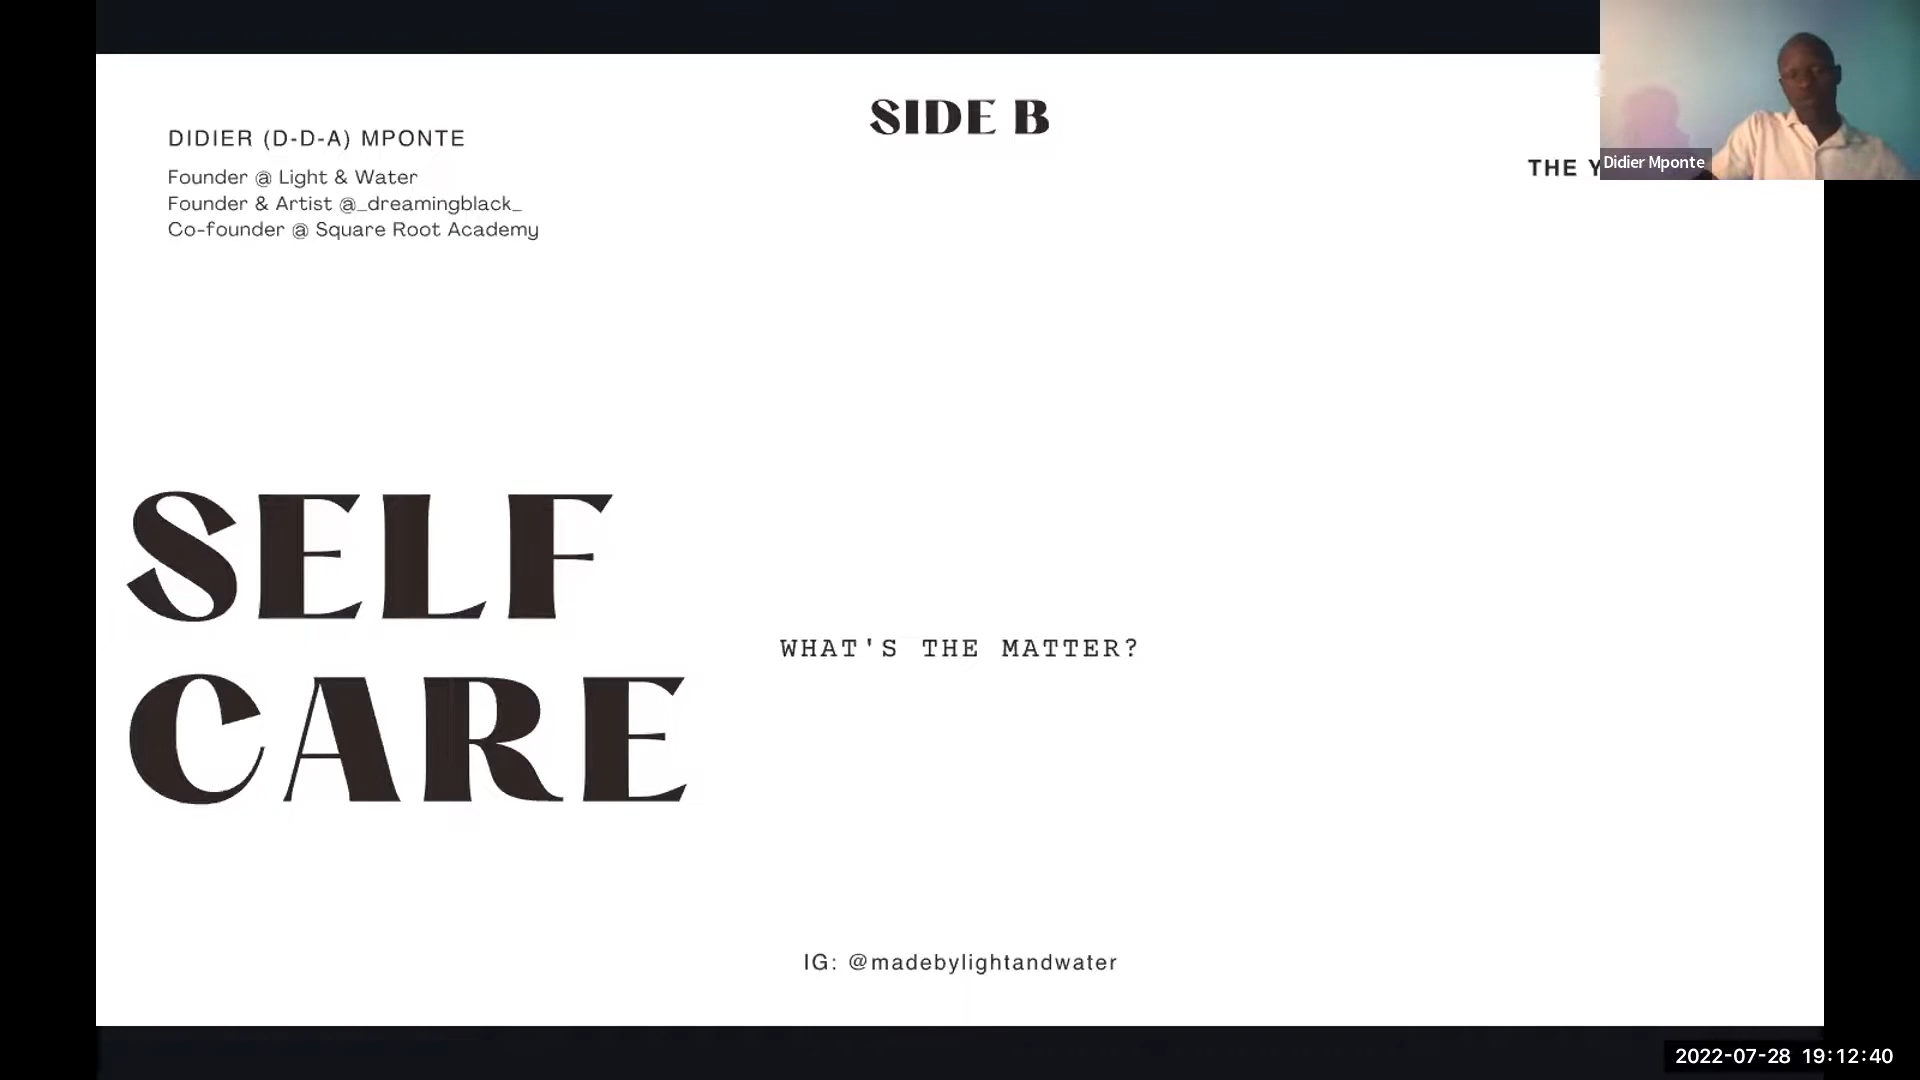 SIDE B
DIDIER (D-D-A) MPONTE
Founder @ Light & Water
Founder & Artist @_dreamingblack_
Co-founder @ Square Root Academy
THE
Didier Mponte
SELF
CARE
WHAT'S THE MATTER?
IG: @madebylightandwater
2022-07-28 19:12:40